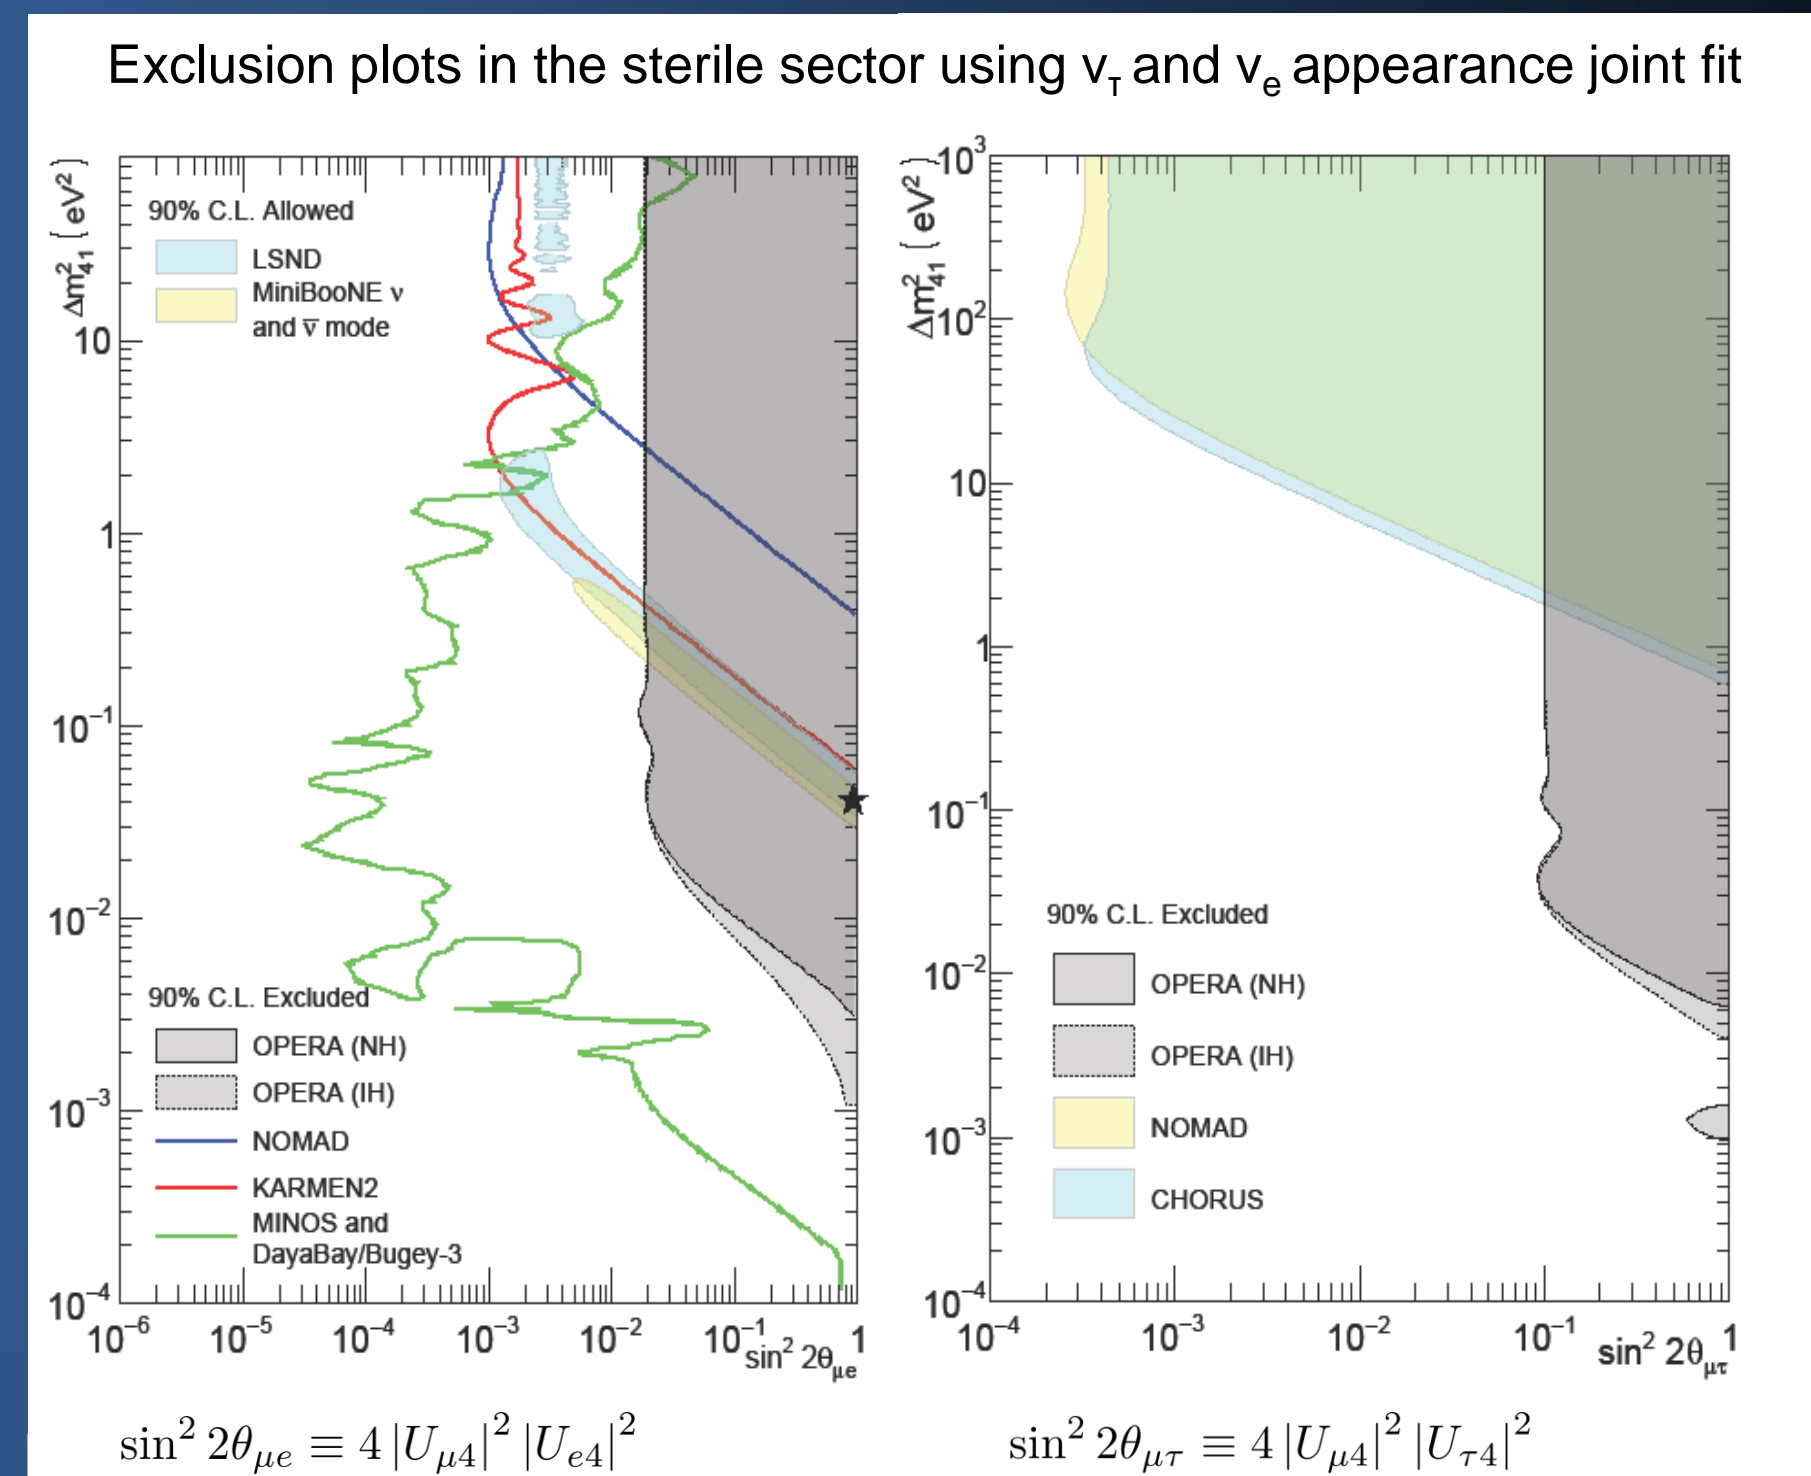 Exclusion plots in the sterile sector using ντ and νe appearance joint fit
Δm²₄₁ [ eV² ]
90% C.L. Allowed
LSND
MiniBooNE ν
and ν̅ mode
10
1
10⁻¹
10⁻²
10⁻³
10⁻⁴
90% C.L. Excluded
OPERA (NH)
OPERA (IH)
NOMAD
KARMEN2
MINOS and
DayaBay/Bugey-3
10⁻⁶ 10⁻⁵ 10⁻⁴ 10⁻³ 10⁻² 10⁻¹ 1
sin² 2θμe
sin² 2θμe ≡ 4 |Uμ4|² |Ue4|²
Δm²₄₁ [ eV² ]
10³
10²
10
1
10⁻¹
10⁻²
10⁻³
10⁻⁴
90% C.L. Excluded
OPERA (NH)
OPERA (IH)
NOMAD
CHORUS
10⁻⁴ 10⁻³ 10⁻² 10⁻¹ 1
sin² 2θμτ
sin² 2θμτ ≡ 4 |Uμ4|² |Uτ4|²